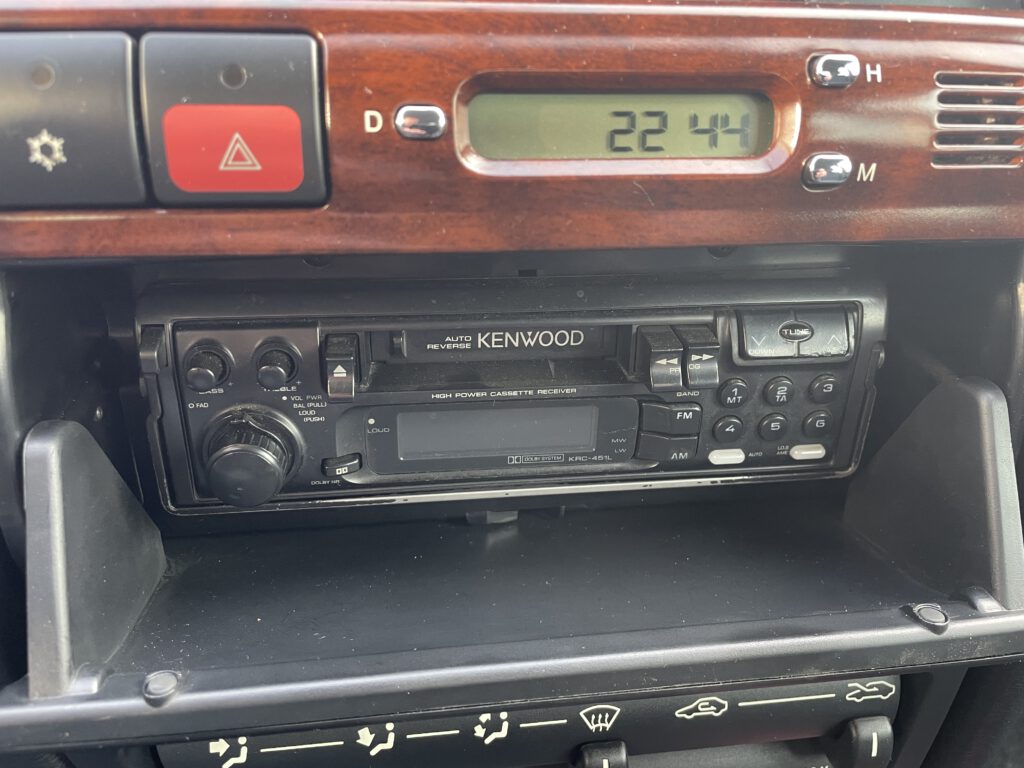 H
D
22 44
M
AUTO REVERSE KENWOOD
TUNE
DOWN
BASS
TREBLE
HIGH POWER CASSETTE RECEIVER
FAD
VOL PWR
BAL (PULL)
LOUD (PUSH)
LOUD
BAND
FM
AM
MW
LW
1 MT
2 TA
3
4
5
6
AUTO
DOLBY NR
DOLBY SYSTEM
KRC-451L